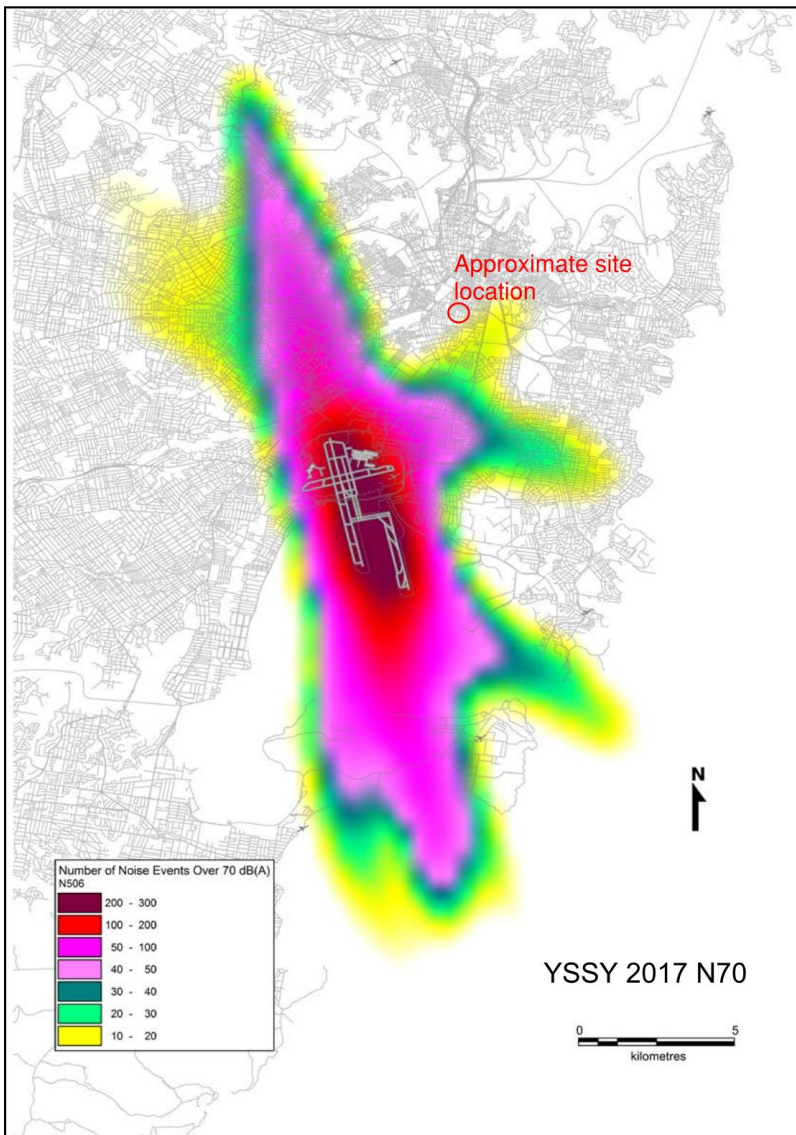 Approximate site
location
N
Number of Noise Events Over 70 dB(A)
N506
200 - 300
100 - 200
50 - 100
40 - 50
30 - 40
20 - 30
10 - 20
YSSY 2017 N70
0 5
kilometres